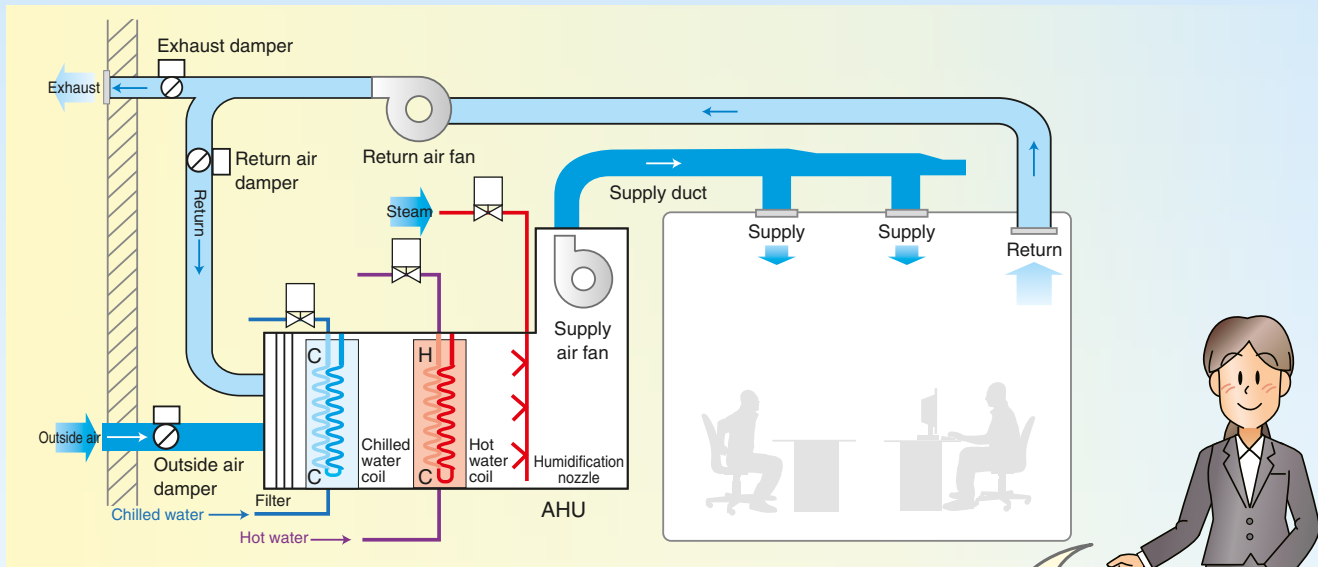 Exhaust damper
Exhaust
Return air fan
Return air
damper
Return
Supply duct
Steam
Supply
Supply
Return
Supply
air fan
C
C
H
C
Chilled
water
coil
Hot
water
coil
Humidification
nozzle
Outside air
Outside air
damper
Filter
AHU
Chilled water
Hot water